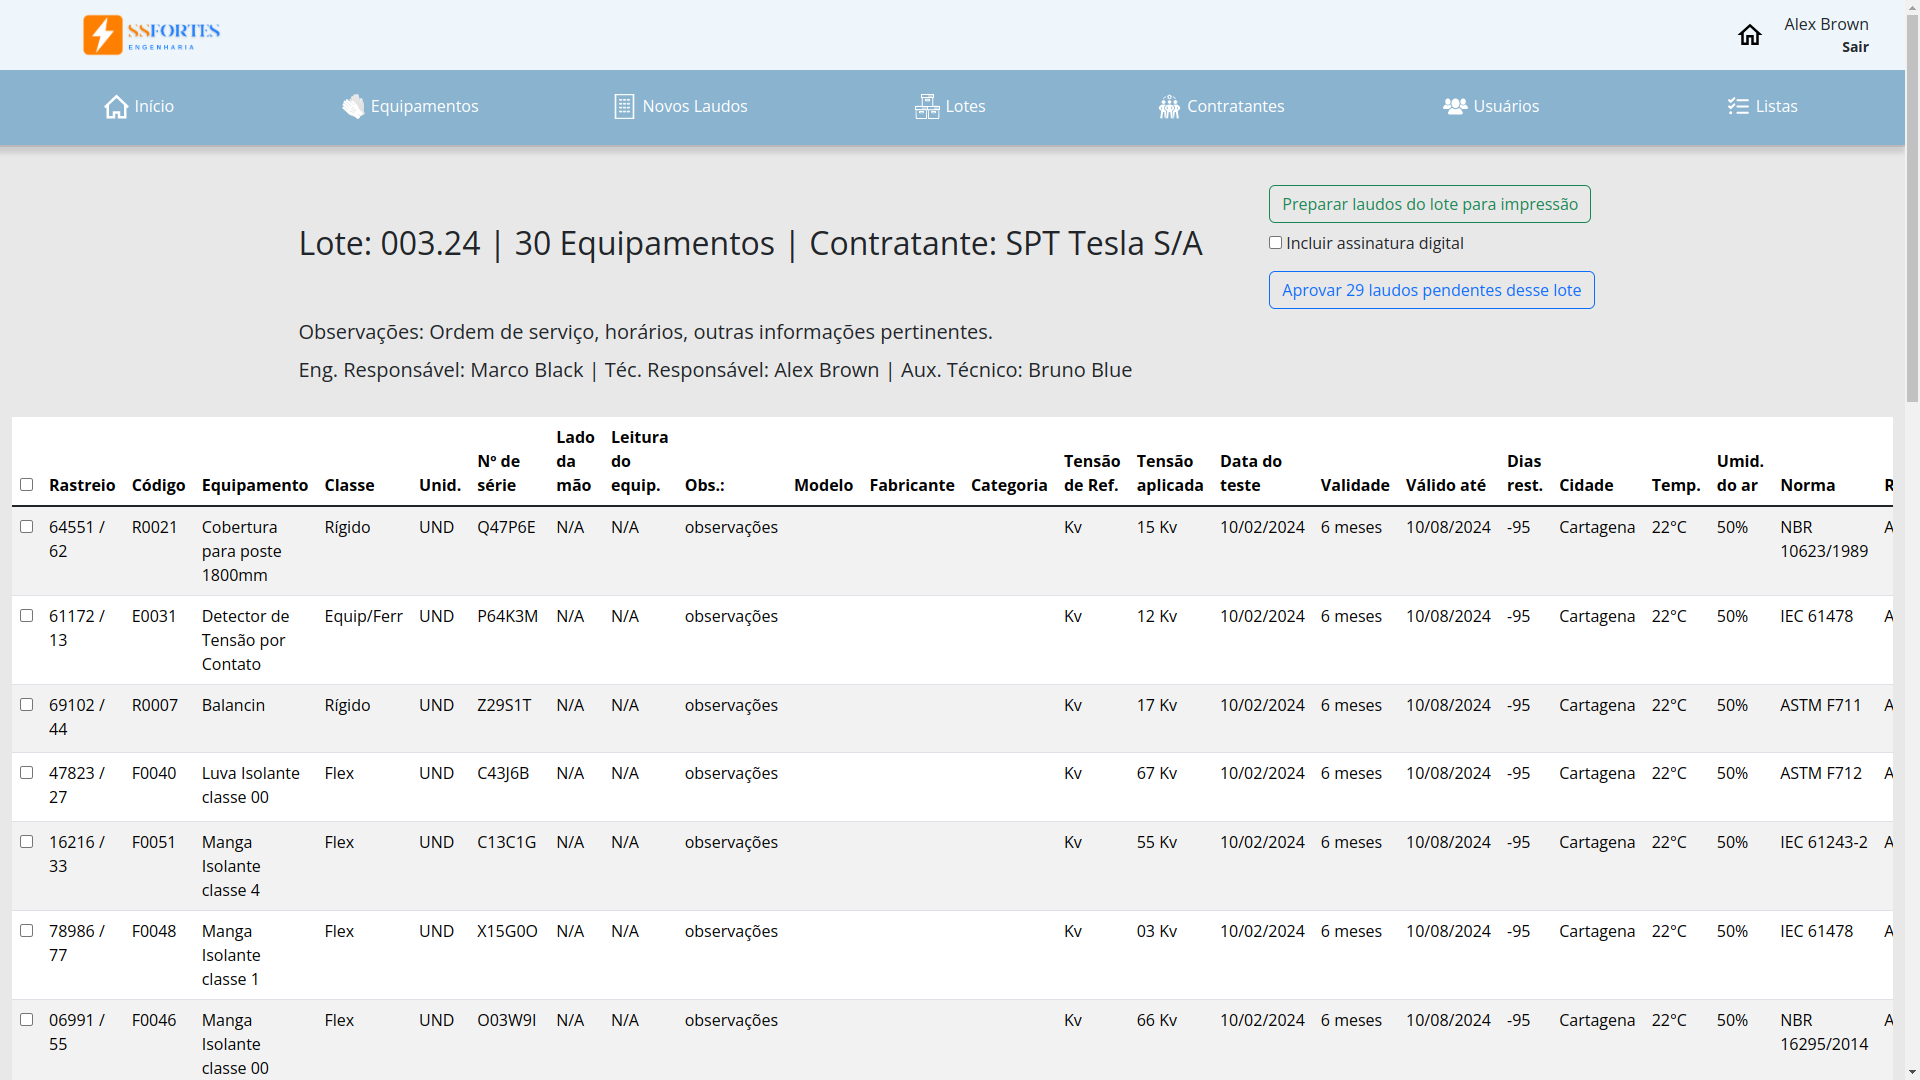 SSFORTES
ENGENHARIA
Alex Brown
Sair
Início
Equipamentos
Novos Laudos
Lotes
Contratantes
Usuários
Listas
Lote: 003.24 | 30 Equipamentos | Contratante: SPT Tesla S/A
Preparar laudos do lote para impressão
Incluir assinatura digital
Aprovar 29 laudos pendentes desse lote
Observações: Ordem de serviço, horários, outras informações pertinentes.
Eng. Responsável: Marco Black | Téc. Responsável: Alex Brown | Aux. Técnico: Bruno Blue
Rastreio Código Equipamento Classe Unid. Nº de série Lado da mão Leitura do equip. Obs.: Modelo Fabricante Categoria Tensão de Ref. Tensão aplicada Data do teste Validade Válido até Dias rest. Cidade Temp. Umid. do ar Norma R
64551 / 62 R0021 Cobertura para poste 1800mm Rígido UND Q47P6E N/A N/A observações Kv 15 Kv 10/02/2024 6 meses 10/08/2024 -95 Cartagena 22°C 50% NBR 10623/1989 A
61172 / 13 E0031 Detector de Tensão por Contato Equip/Ferr UND P64K3M N/A N/A observações Kv 12 Kv 10/02/2024 6 meses 10/08/2024 -95 Cartagena 22°C 50% IEC 61478 A
69102 / 44 R0007 Balancin Rígido UND Z29S1T N/A N/A observações Kv 17 Kv 10/02/2024 6 meses 10/08/2024 -95 Cartagena 22°C 50% ASTM F711 A
47823 / 27 F0040 Luva Isolante classe 00 Flex UND C43J6B N/A N/A observações Kv 67 Kv 10/02/2024 6 meses 10/08/2024 -95 Cartagena 22°C 50% ASTM F712 A
16216 / 33 F0051 Manga Isolante classe 4 Flex UND C13C1G N/A N/A observações Kv 55 Kv 10/02/2024 6 meses 10/08/2024 -95 Cartagena 22°C 50% IEC 61243-2 A
78986 / 77 F0048 Manga Isolante classe 1 Flex UND X15G0O N/A N/A observações Kv 03 Kv 10/02/2024 6 meses 10/08/2024 -95 Cartagena 22°C 50% IEC 61478 A
06991 / 55 F0046 Manga Isolante classe 00 Flex UND O03W9I N/A N/A observações Kv 66 Kv 10/02/2024 6 meses 10/08/2024 -95 Cartagena 22°C 50% NBR 16295/2014 A